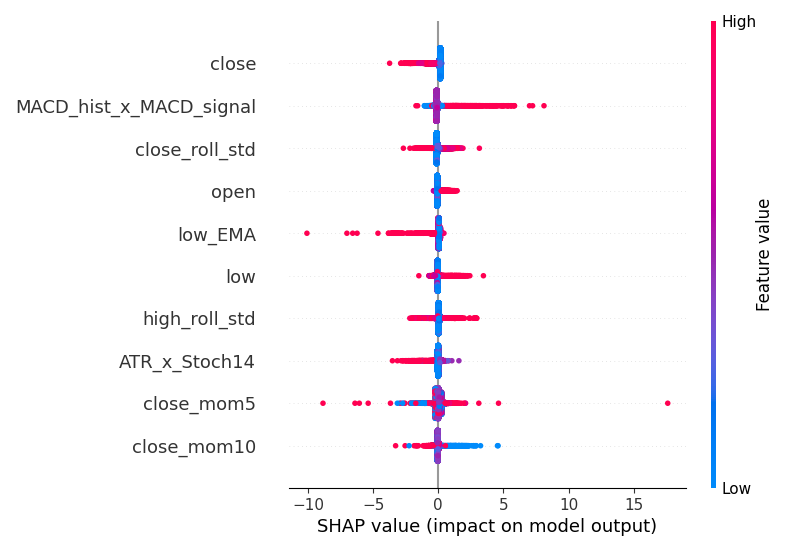 High
close
MACD_hist_x_MACD_signal
close_roll_std
open
low_EMA
low
high_roll_std
ATR_x_Stoch14
close_mom5
close_mom10
Feature value
Low
−10 −5 0 5 10 15
SHAP value (impact on model output)